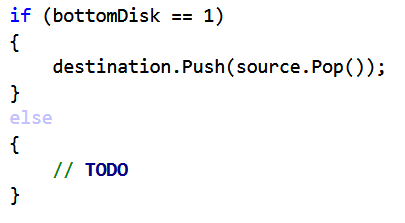 if (bottomDisk == 1)
{
    destination.Push(source.Pop());
}
else
{
    // TODO
}